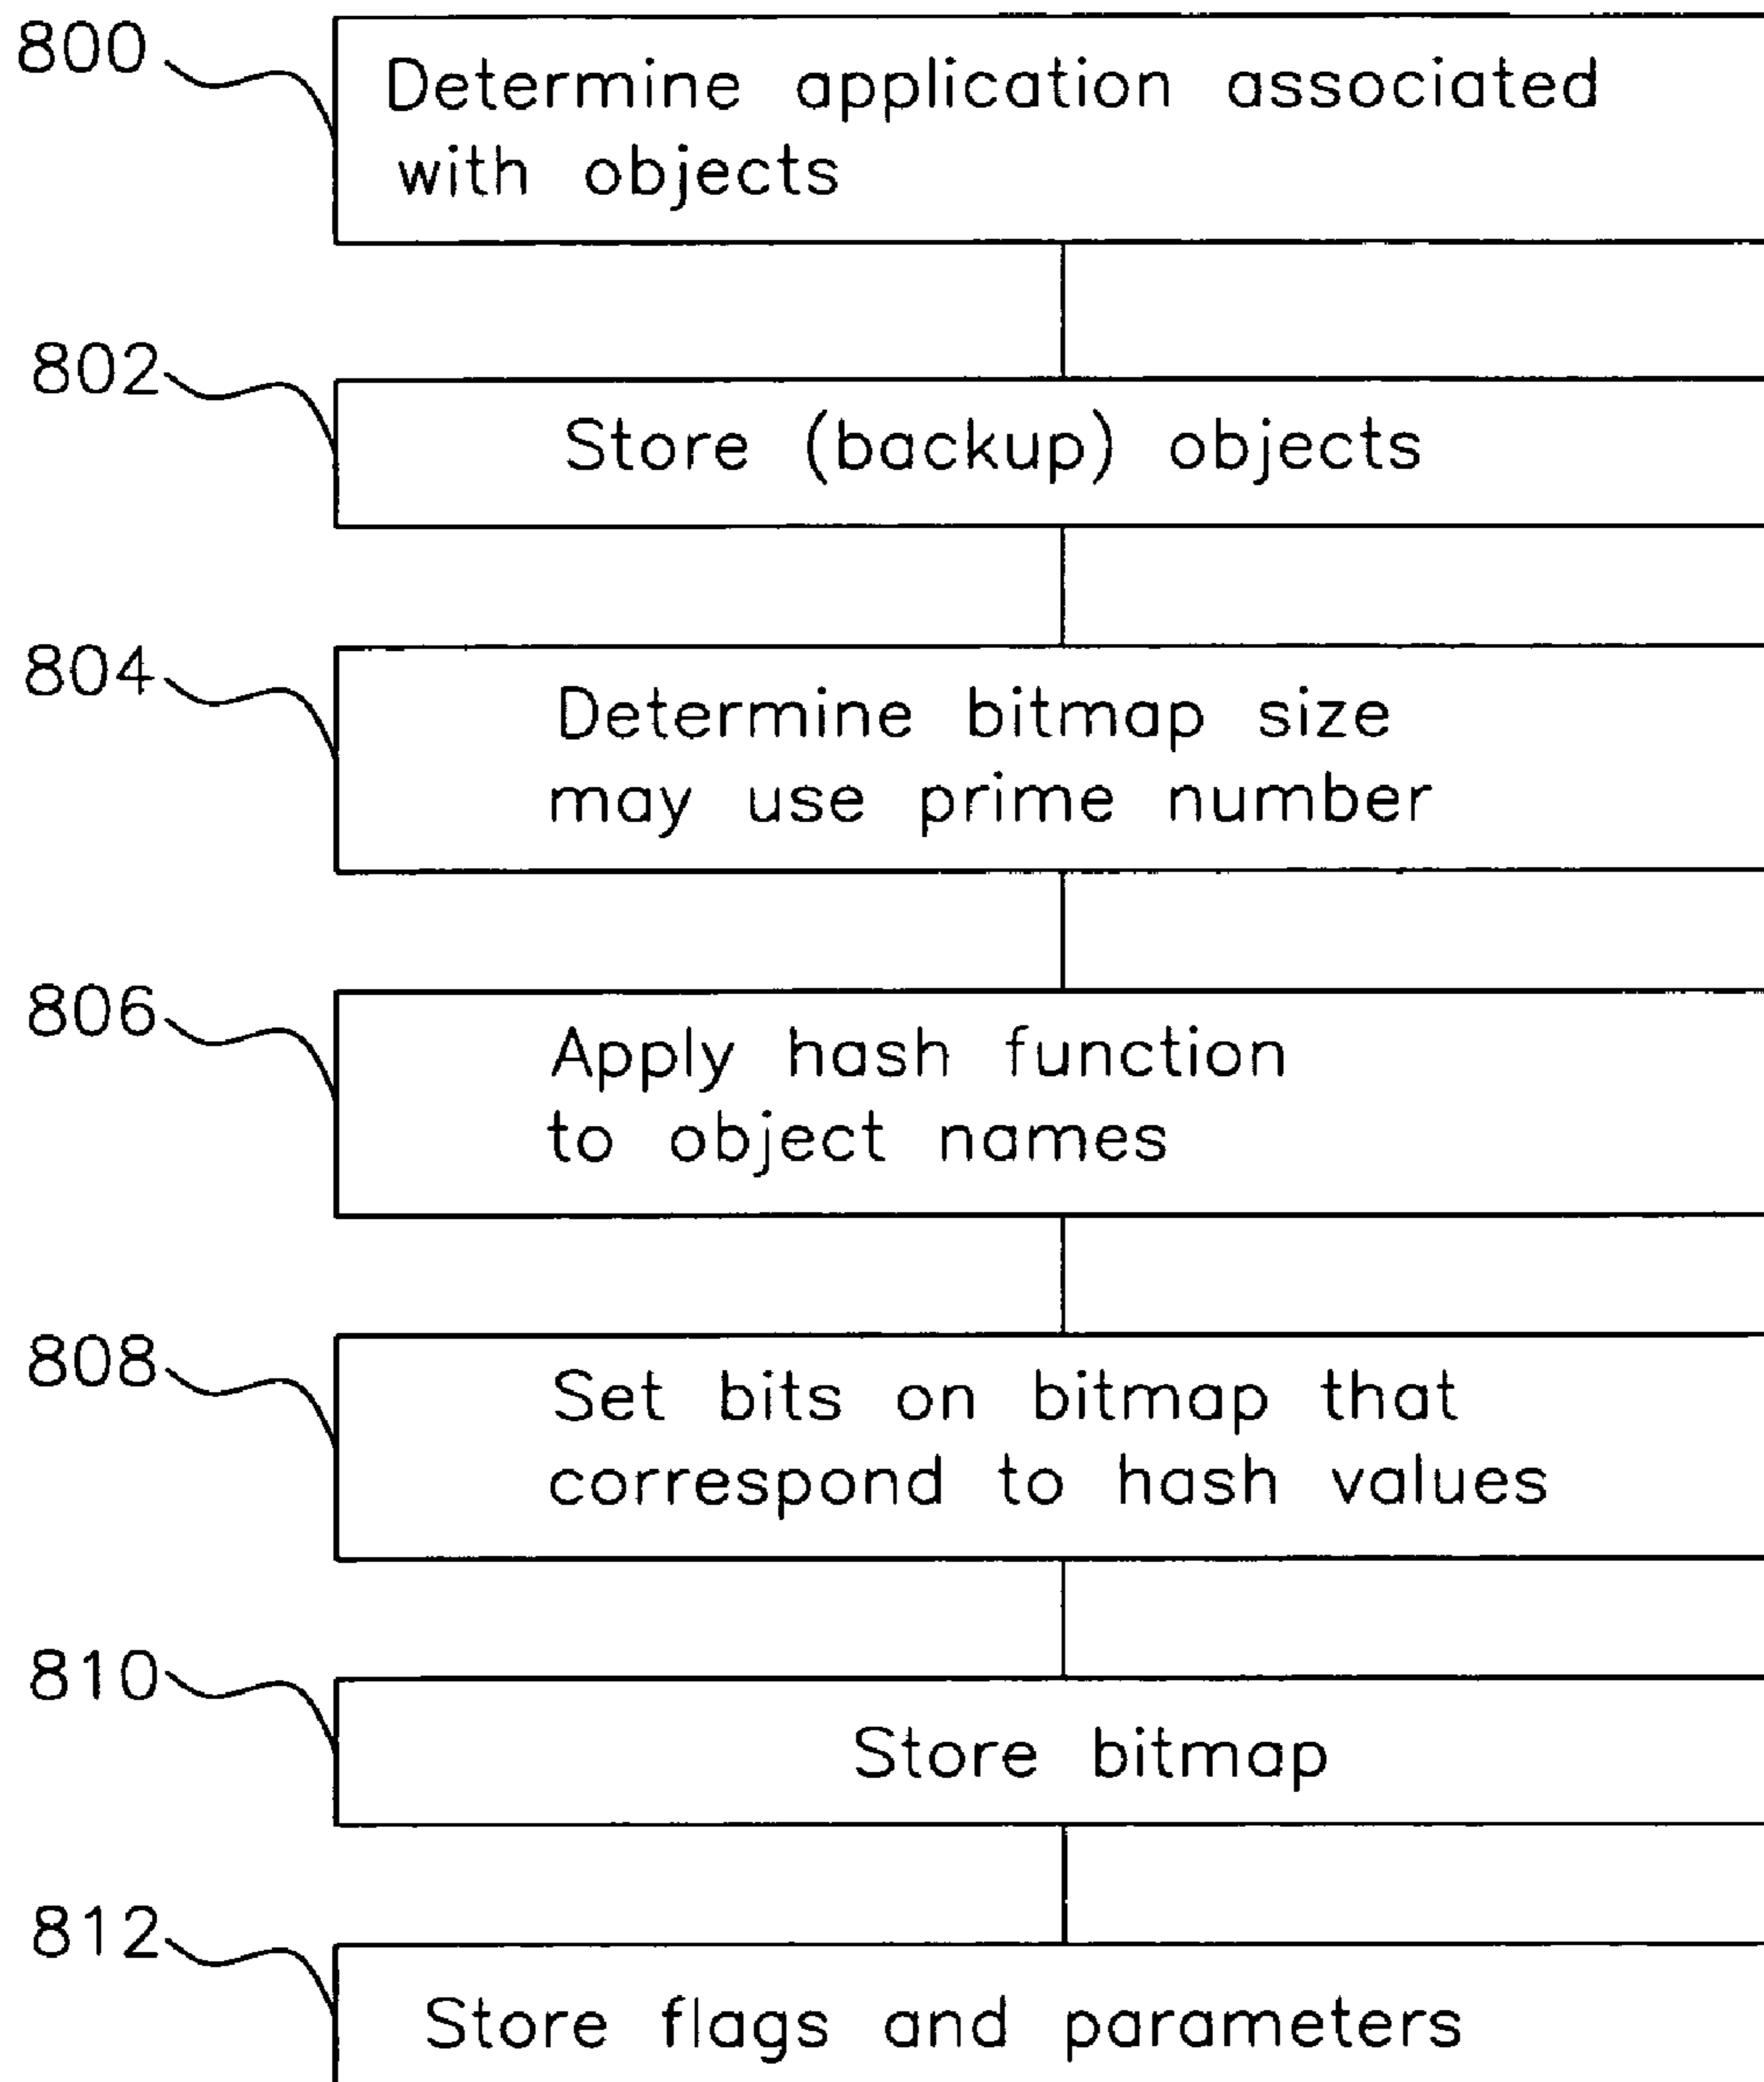 800
Determine application associated
with objects
802
Store (backup) objects
804
Determine bitmap size
may use prime number
806
Apply hash function
to object names
808
Set bits on bitmap that
correspond to hash values
810
Store bitmap
812
Store flags and parameters